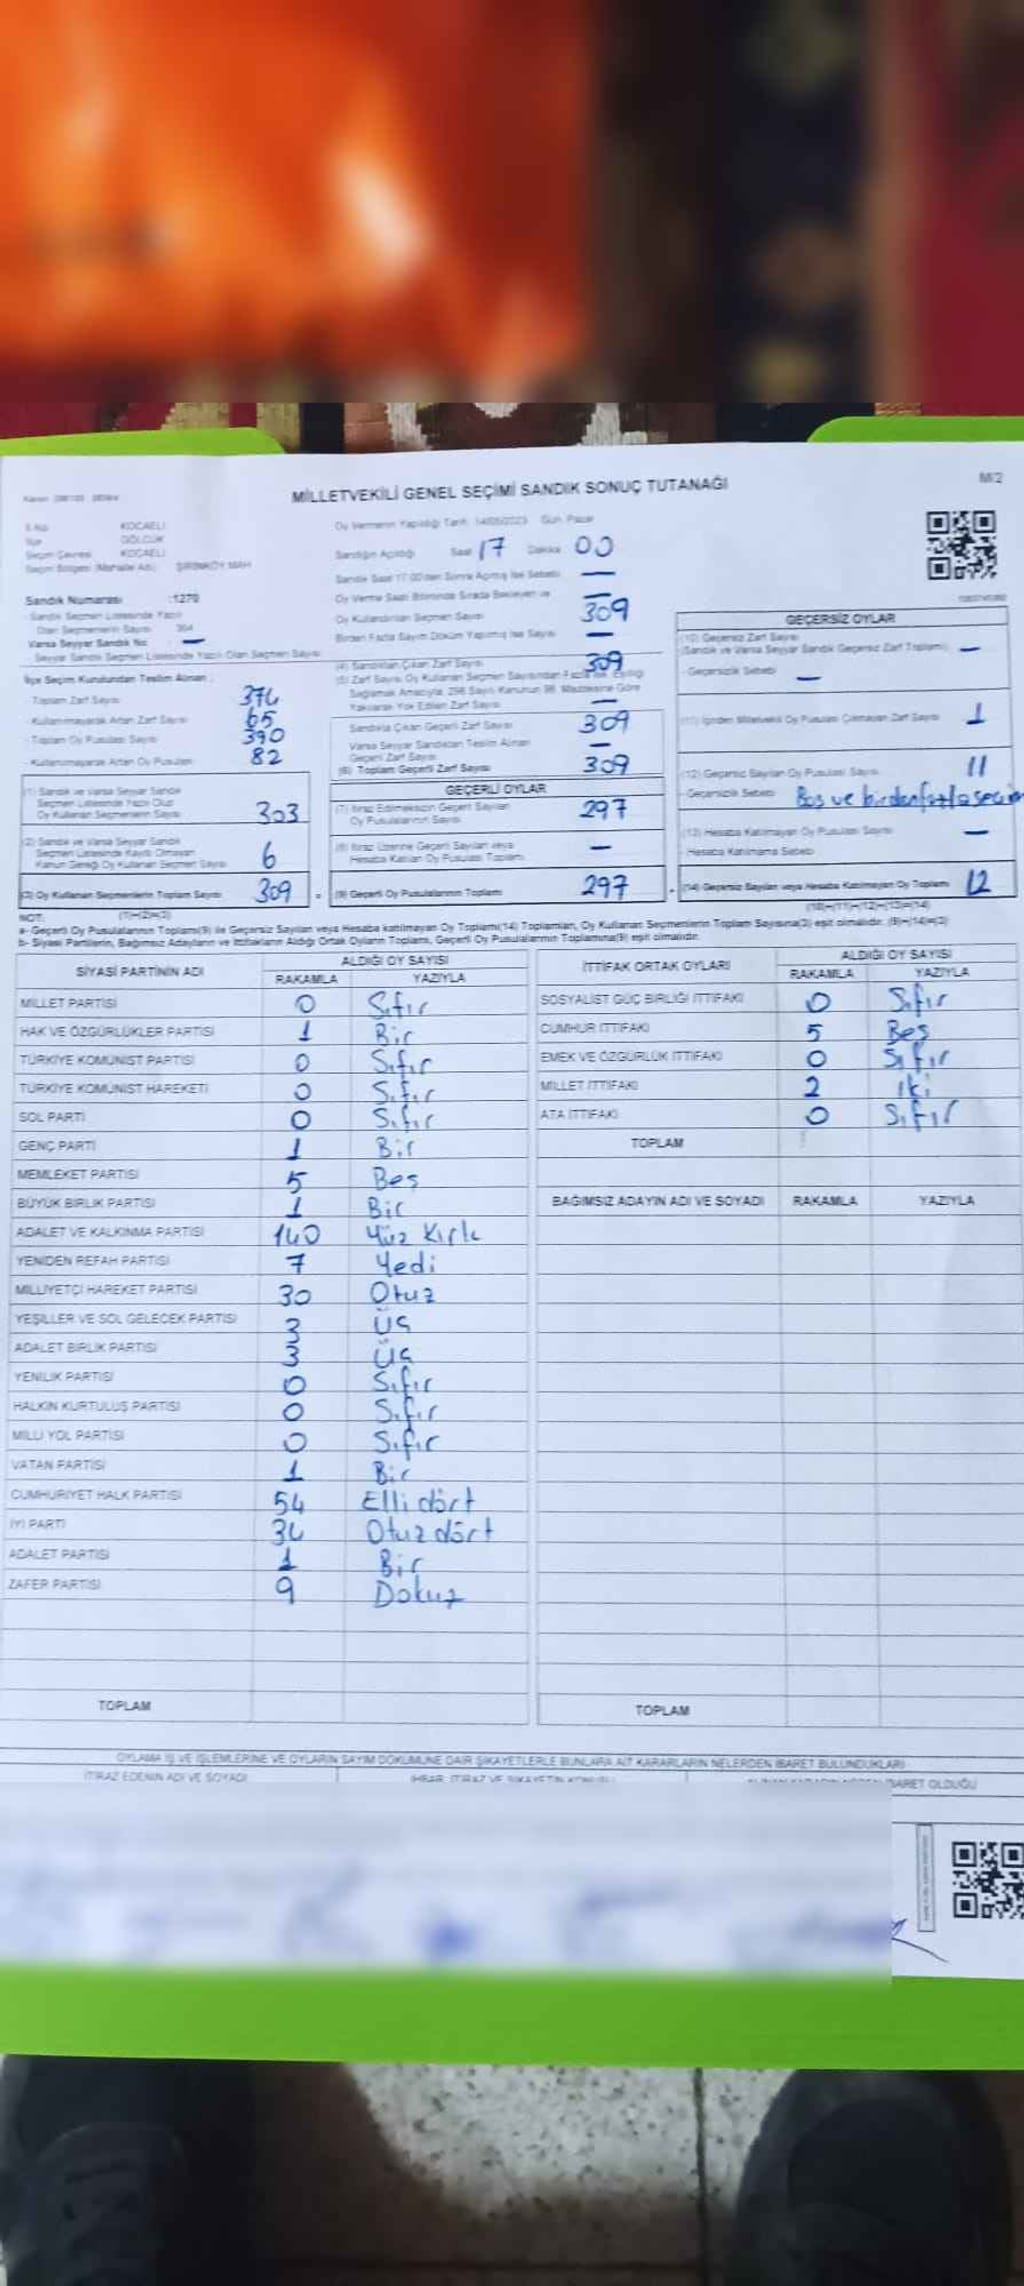 MİLLETVEKİLİ GENEL SEÇİMİ SANDIK SONUÇ TUTANAĞI
M/2
İl Adı KOCAELİ
İlçe GÖLCÜK
Seçim Çevresi KOCAELİ
Seçim Bölgesi (Mahalle Adı) ŞİRİNKÖY MAH
Sandık Numarası :1270
Sandık Seçmen Listesinde Yazılı
Olan Seçmenlerin Sayısı 364
Varsa Seyyar Sandık No —
Seyyar Sandık Seçmen Listesinde Yazılı Olan Seçmen Sayısı
İlçe Seçim Kurulundan Teslim Alınan :
- Toplam Zarf Sayısı 374
- Kullanılmayarak Artan Zarf Sayısı 65
- Toplam Oy Pusulası Sayısı 390
- Kullanılmayarak Artan Oy Pusulası 82
(1) Sandık ve Varsa Seyyar Sandık
Seçmen Listesinde Yazılı Olup
Oy Kullanan Seçmenlerin Sayısı 303
(2) Sandık ve Varsa Seyyar Sandık
Seçmen Listesinde Kayıtlı Olmayan
Kanun Gereği Oy Kullanan Seçmen Sayısı 6
(3) Oy Kullanan Seçmenlerin Toplam Sayısı 309
(1)+(2)=(3)
Oy Vermenin Yapıldığı Tarih: 14/05/2023 Gün: Pazar
Sandığın Açıldığı Saat 17 Dakika 00
Sandık Saat 17.00'den Sonra Açılmış İse Sebebi —
Oy Verme Saati Bitiminde Sırada Bekleyen ve —
Oy Kullandırılan Seçmen Sayısı 309
Birden Fazla Sayım Döküm Yapılmış İse Sayısı —
(4) Sandıktan Çıkan Zarf Sayısı 309
(5) Zarf Sayısı, Oy Kullanan Seçmen Sayısından Fazla İse, Eşitliği
Sağlamak Amacıyla, 298 Sayılı Kanunun 98. Maddesine Göre
Yakılarak Yok Edilen Zarf Sayısı —
Sandıkta Çıkan Geçerli Zarf Sayısı 309
Varsa Seyyar Sandıktan Teslim Alınan
Geçerli Zarf Sayısı —
(6) Toplam Geçerli Zarf Sayısı 309
GEÇERLİ OYLAR
(7) İtiraz Edilmeksizin Geçerli Sayılan
Oy Pusulalarının Sayısı 297
(8) İtiraz Üzerine Geçerli Sayılan veya
Hesaba Katılan Oy Pusulası Toplamı —
(9) Geçerli Oy Pusulalarının Toplamı 297
GEÇERSİZ OYLAR
(10) Geçersiz Zarf Sayısı
(Sandık ve Varsa Seyyar Sandık Geçersiz Zarf Toplamı) —
- Geçersizlik Sebebi —
(11) İçinden Milletvekili Oy Pusulası Çıkmayan Zarf Sayısı 1
(12) Geçersiz Sayılan Oy Pusulası Sayısı 11
- Geçersizlik Sebebi Boş ve birden fazla seçim
(13) Hesaba Katılmayan Oy Pusulası Sayısı —
- Hesaba Katılmama Sebebi
(14) Geçersiz Sayılan veya Hesaba Katılmayan Oy Toplamı 12
(10)+(11)+(12)+(13)=(14)
NOT:
a- Geçerli Oy Pusulalarının Toplamı(9) ile Geçersiz Sayılan veya Hesaba katılmayan Oy Toplamı(14) Toplamları, Oy Kullanan Seçmenlerin Toplam Sayısına(3) eşit olmalıdır. (9)+(14)=(3)
b- Siyasi Partilerin, Bağımsız Adayların ve İttifakların Aldığı Ortak Oyların Toplamı, Geçerli Oy Pusulalarının Toplamına(9) eşit olmalıdır.
SİYASİ PARTİNİN ADI
ALDIĞI OY SAYISI
RAKAMLA YAZIYLA
MİLLET PARTİSİ 0 Sıfır
HAK VE ÖZGÜRLÜKLER PARTİSİ 1 Bir
TÜRKİYE KOMÜNİST PARTİSİ 0 Sıfır
TÜRKİYE KOMÜNİST HAREKETİ 0 Sıfır
SOL PARTİ 0 Sıfır
GENÇ PARTİ 1 Bir
MEMLEKET PARTİSİ 5 Beş
BÜYÜK BİRLİK PARTİSİ 1 Bir
ADALET VE KALKINMA PARTİSİ 140 Yüz Kırk
YENİDEN REFAH PARTİSİ 7 Yedi
MİLLİYETÇİ HAREKET PARTİSİ 30 Otuz
YEŞİLLER VE SOL GELECEK PARTİSİ 3 Üç
ADALET BİRLİK PARTİSİ 3 Üç
YENİLİK PARTİSİ 0 Sıfır
HALKIN KURTULUŞ PARTİSİ 0 Sıfır
MİLLİ YOL PARTİSİ 0 Sıfır
VATAN PARTİSİ 1 Bir
CUMHURİYET HALK PARTİSİ 54 Elli dört
İYİ PARTİ 34 Otuz dört
ADALET PARTİSİ 1 Bir
ZAFER PARTİSİ 9 Dokuz
TOPLAM
İTTİFAK ORTAK OYLARI
ALDIĞI OY SAYISI
RAKAMLA YAZIYLA
SOSYALİST GÜÇ BİRLİĞİ İTTİFAKI 0 Sıfır
CUMHUR İTTİFAKI 5 Beş
EMEK VE ÖZGÜRLÜK İTTİFAKI 0 Sıfır
MİLLET İTTİFAKI 2 İki
ATA İTTİFAKI 0 Sıfır
TOPLAM
BAĞIMSIZ ADAYIN ADI VE SOYADI RAKAMLA YAZIYLA
TOPLAM
OYLAMA İŞ VE İŞLEMLERİNE VE OYLARIN SAYIM DÖKÜMÜNE DAİR ŞİKAYETLERLE BUNLARA AİT KARARLARIN NELERDEN İBARET BULUNDUKLARI
İTİRAZ EDENİN ADI VE SOYADI
İHBAR, İTİRAZ VE ŞİKAYETİN KONUSU
İBARET OLDUĞU